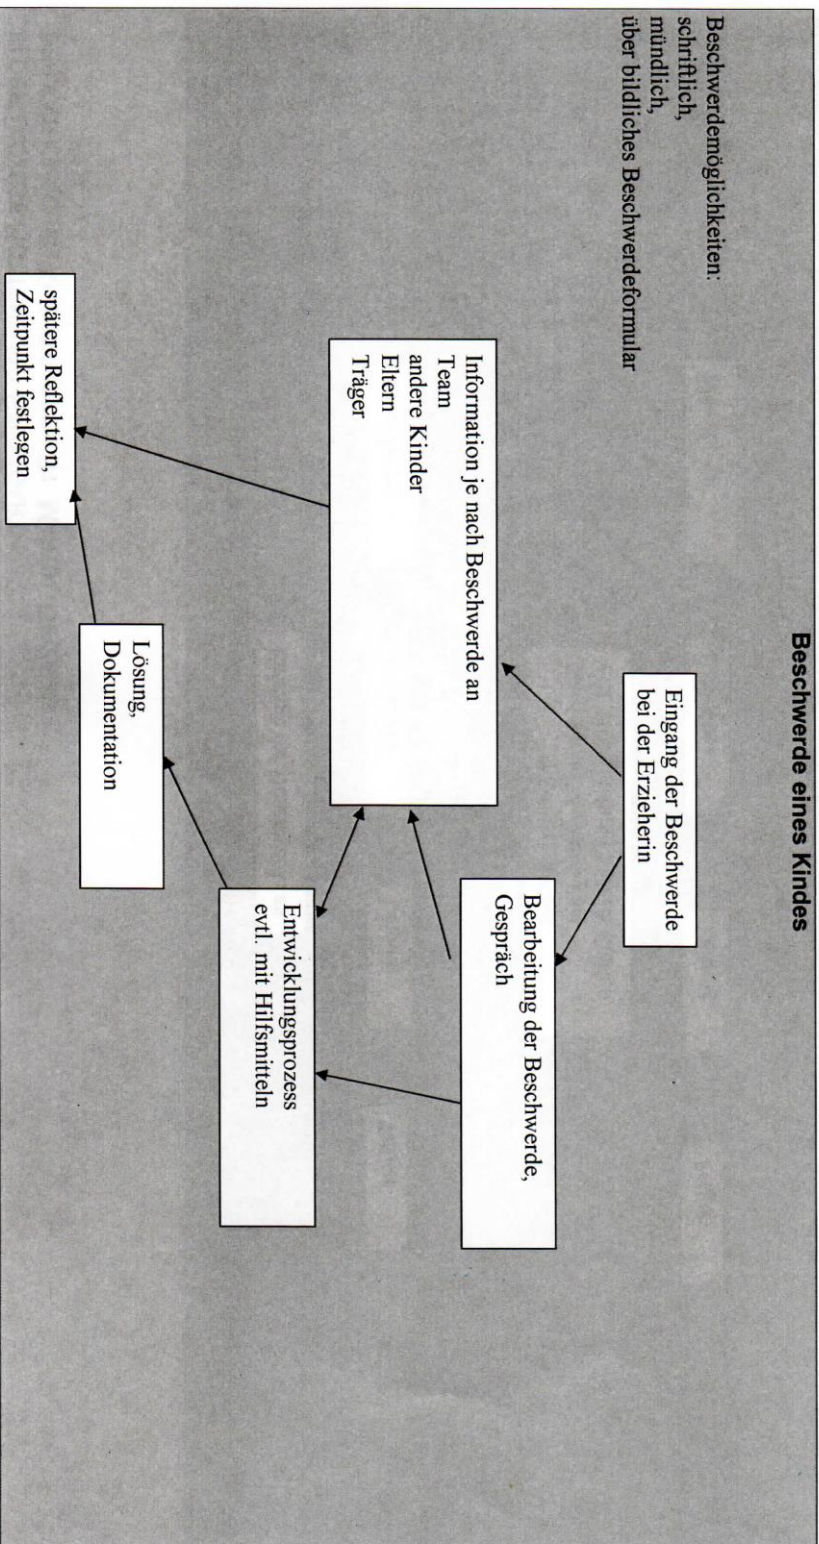 Beschwerde eines Kindes
Beschwerdemöglichkeiten:
schriftlich,
mündlich,
über bildliches Beschwerdeformular
Eingang der Beschwerde
bei der Erzieherin
Bearbeitung der Beschwerde,
Gespräch
Information je nach Beschwerde an
Team
andere Kinder
Eltern
Träger
Entwicklungsprozess
evtl. mit Hilfsmitteln
Lösung,
Dokumentation
spätere Reflektion,
Zeitpunkt festlegen